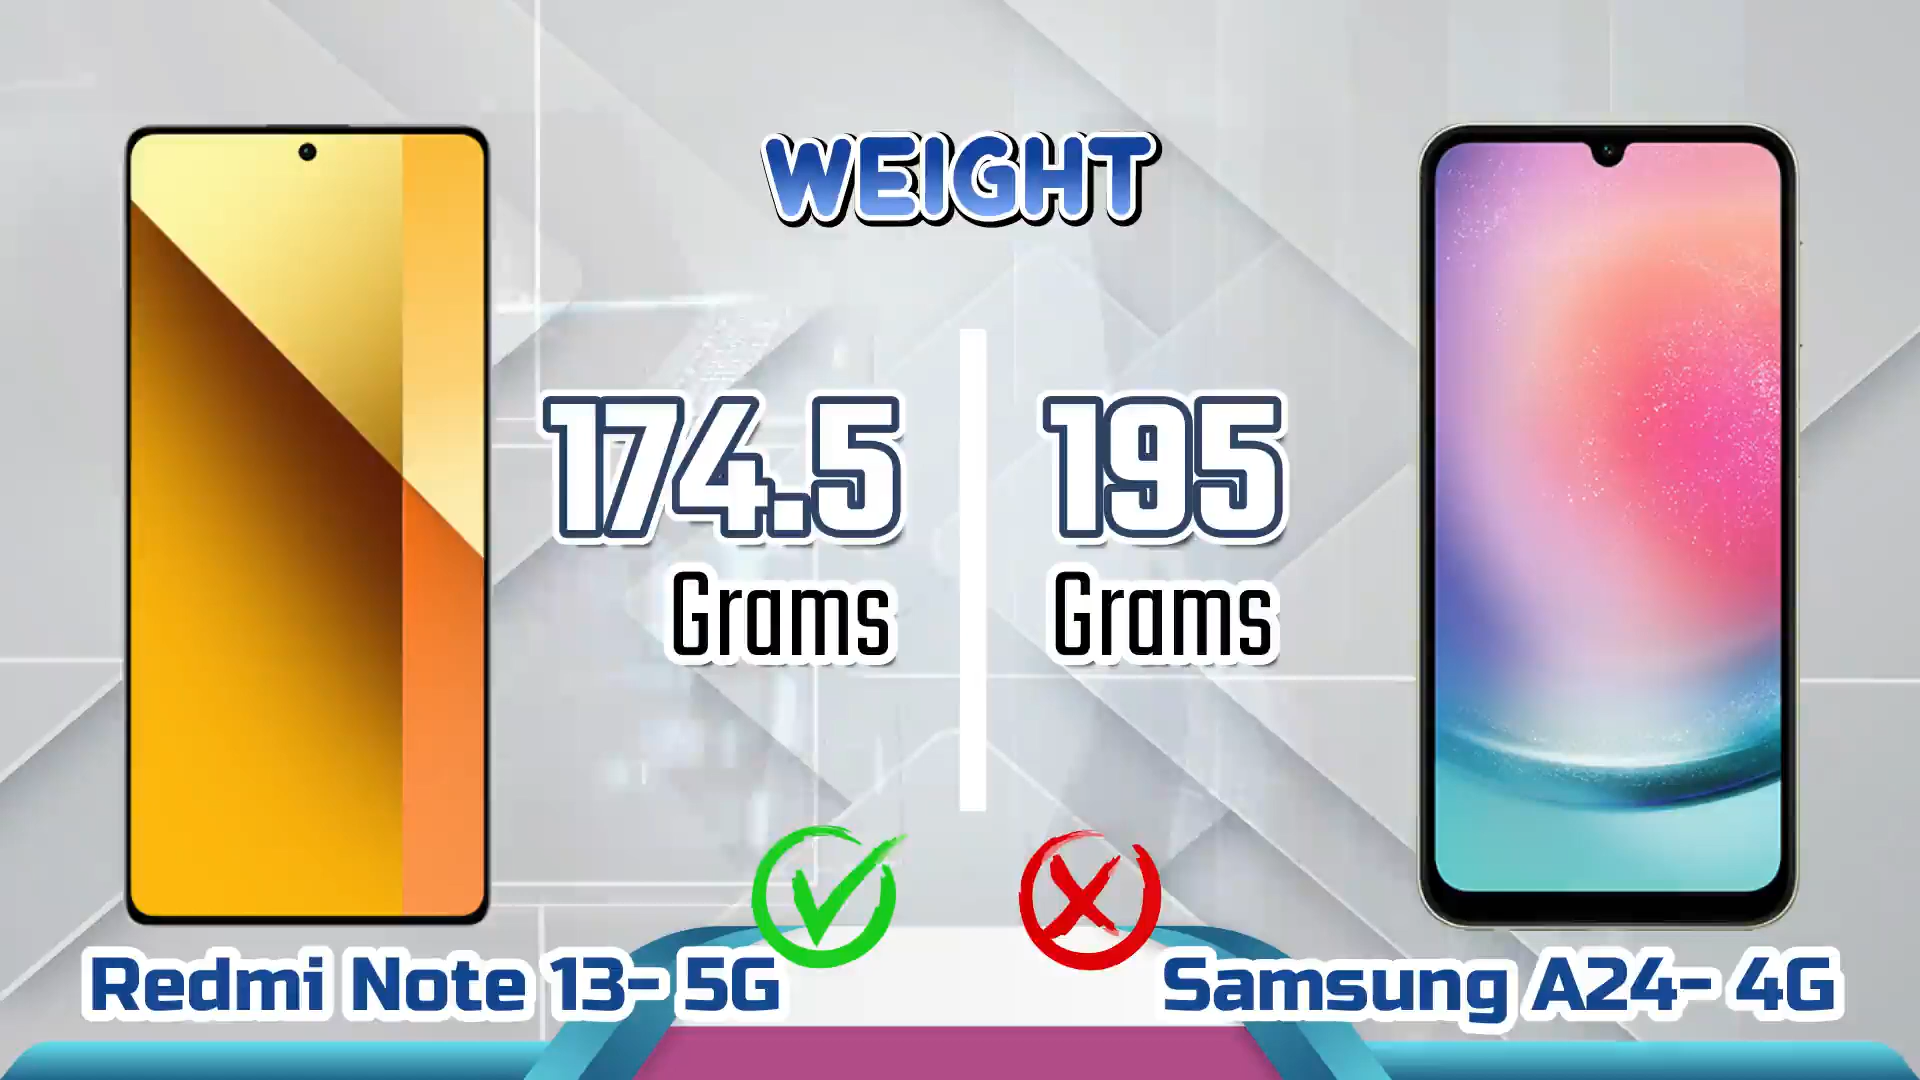 WEIGHT
174.5
Grams
195
Grams
Redmi Note 13- 5G
Samsung A24- 4G